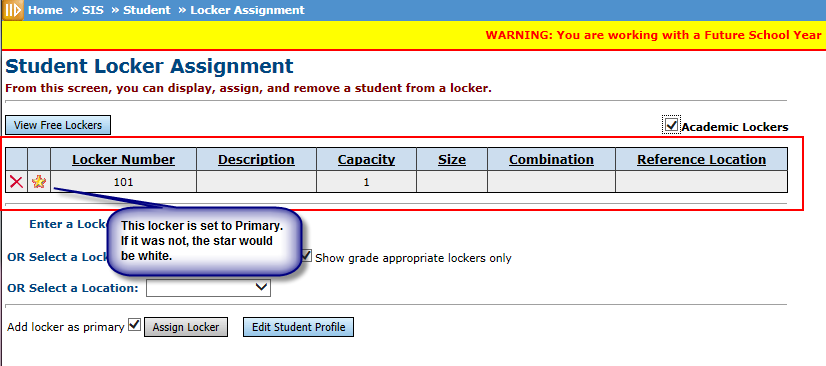 Home » SIS » Student » Locker Assignment
WARNING: You are working with a Future School Year
Student Locker Assignment
From this screen, you can display, assign, and remove a student from a locker.
View Free Lockers
Academic Lockers
Locker Number Description Capacity Size Combination Reference Location
101 1
This locker is set to Primary.
If it was not, the star would
be white.
Enter a Lock
OR Select a Lock
Show grade appropriate lockers only
OR Select a Location:
Add locker as primary Assign Locker Edit Student Profile